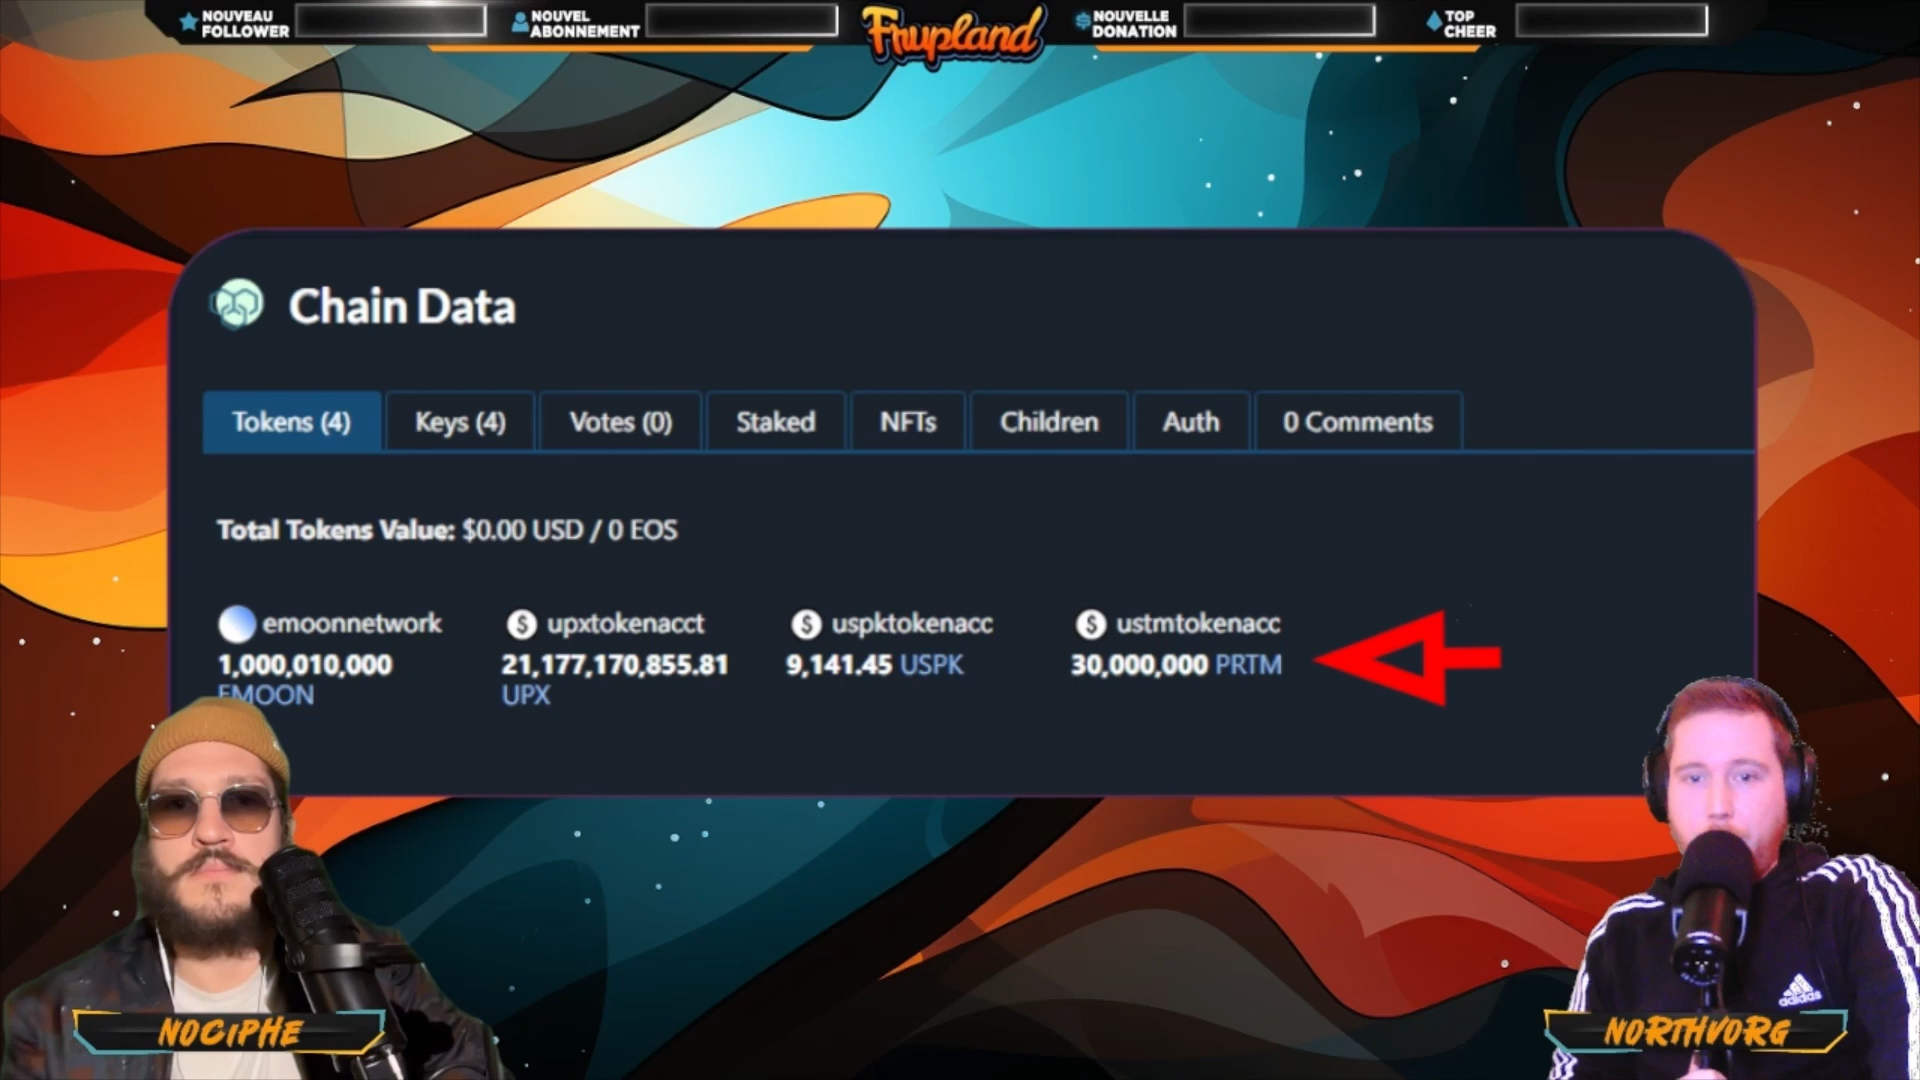 NOUVEAU FOLLOWER
NOUVEL ABONNEMENT
Frupland
NOUVELLE DONATION
TOP CHEER
Chain Data
Tokens (4) Keys (4) Votes (0) Staked NFTs Children Auth 0 Comments
Total Tokens Value: $0.00 USD / 0 EOS
emoonnetwork $ upxtokenacct $ uspktokenacc $ ustmtokenacc
1,000,010,000 21,177,170,855.81 9,141.45 USPK 30,000,000 PRTM
EMOON UPX
adidas
NOCiPHE
NORTHVORG